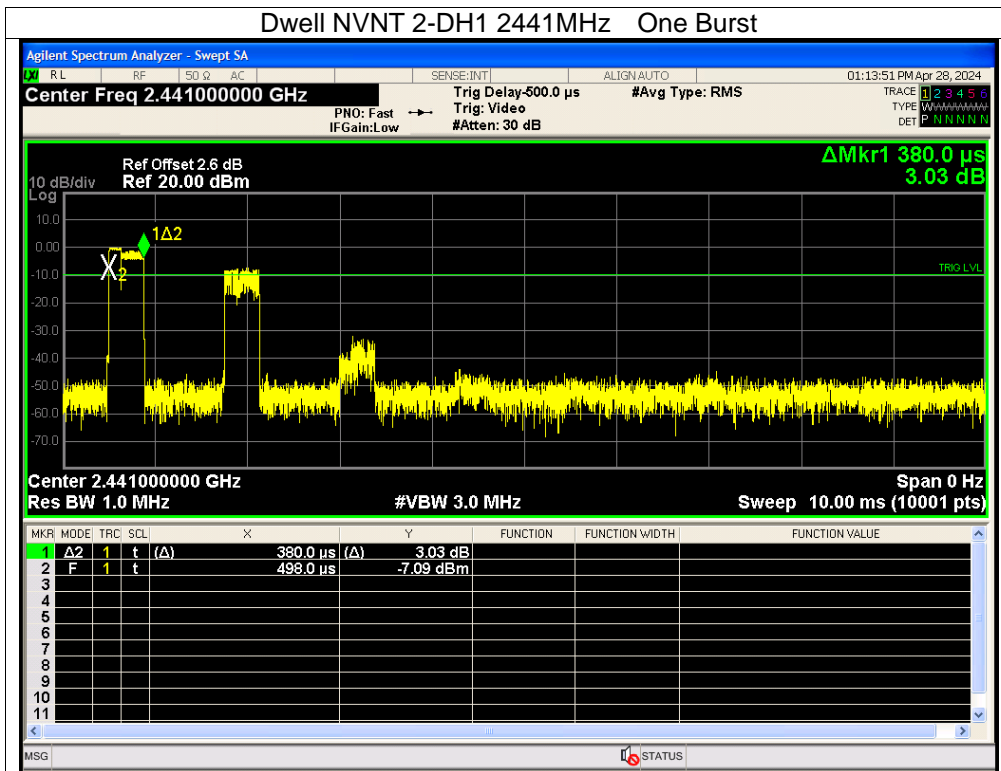 Dwell NVNT 2-DH1 2441MHz One Burst
Agilent Spectrum Analyzer - Swept SA
LXI RL RF 50 Ω AC SENSE:INT ALIGN AUTO 01:13:51 PM Apr 28, 2024
Center Freq 2.441000000 GHz Trig Delay-500.0 μs #Avg Type: RMS TRACE 1 2 3 4 5 6
PNO: Fast Trig: Video TYPE WWWWWW
IFGain:Low #Atten: 30 dB DET P N N N N N
ΔMkr1 380.0 μs
3.03 dB
Ref Offset 2.6 dB
10 dB/div Ref 20.00 dBm
Log
10.0
1Δ2
0.00
X2
-10.0 TRIG LVL
-20.0
-30.0
-40.0
-50.0
-60.0
-70.0
Center 2.441000000 GHz Span 0 Hz
Res BW 1.0 MHz #VBW 3.0 MHz Sweep 10.00 ms (10001 pts)
MKR MODE TRC SCL X Y FUNCTION FUNCTION WIDTH FUNCTION VALUE
1 Δ2 1 t (Δ) 380.0 μs (Δ) 3.03 dB
2 F 1 t 498.0 μs -7.09 dBm
3
4
5
6
7
8
9
10
11
MSG STATUS